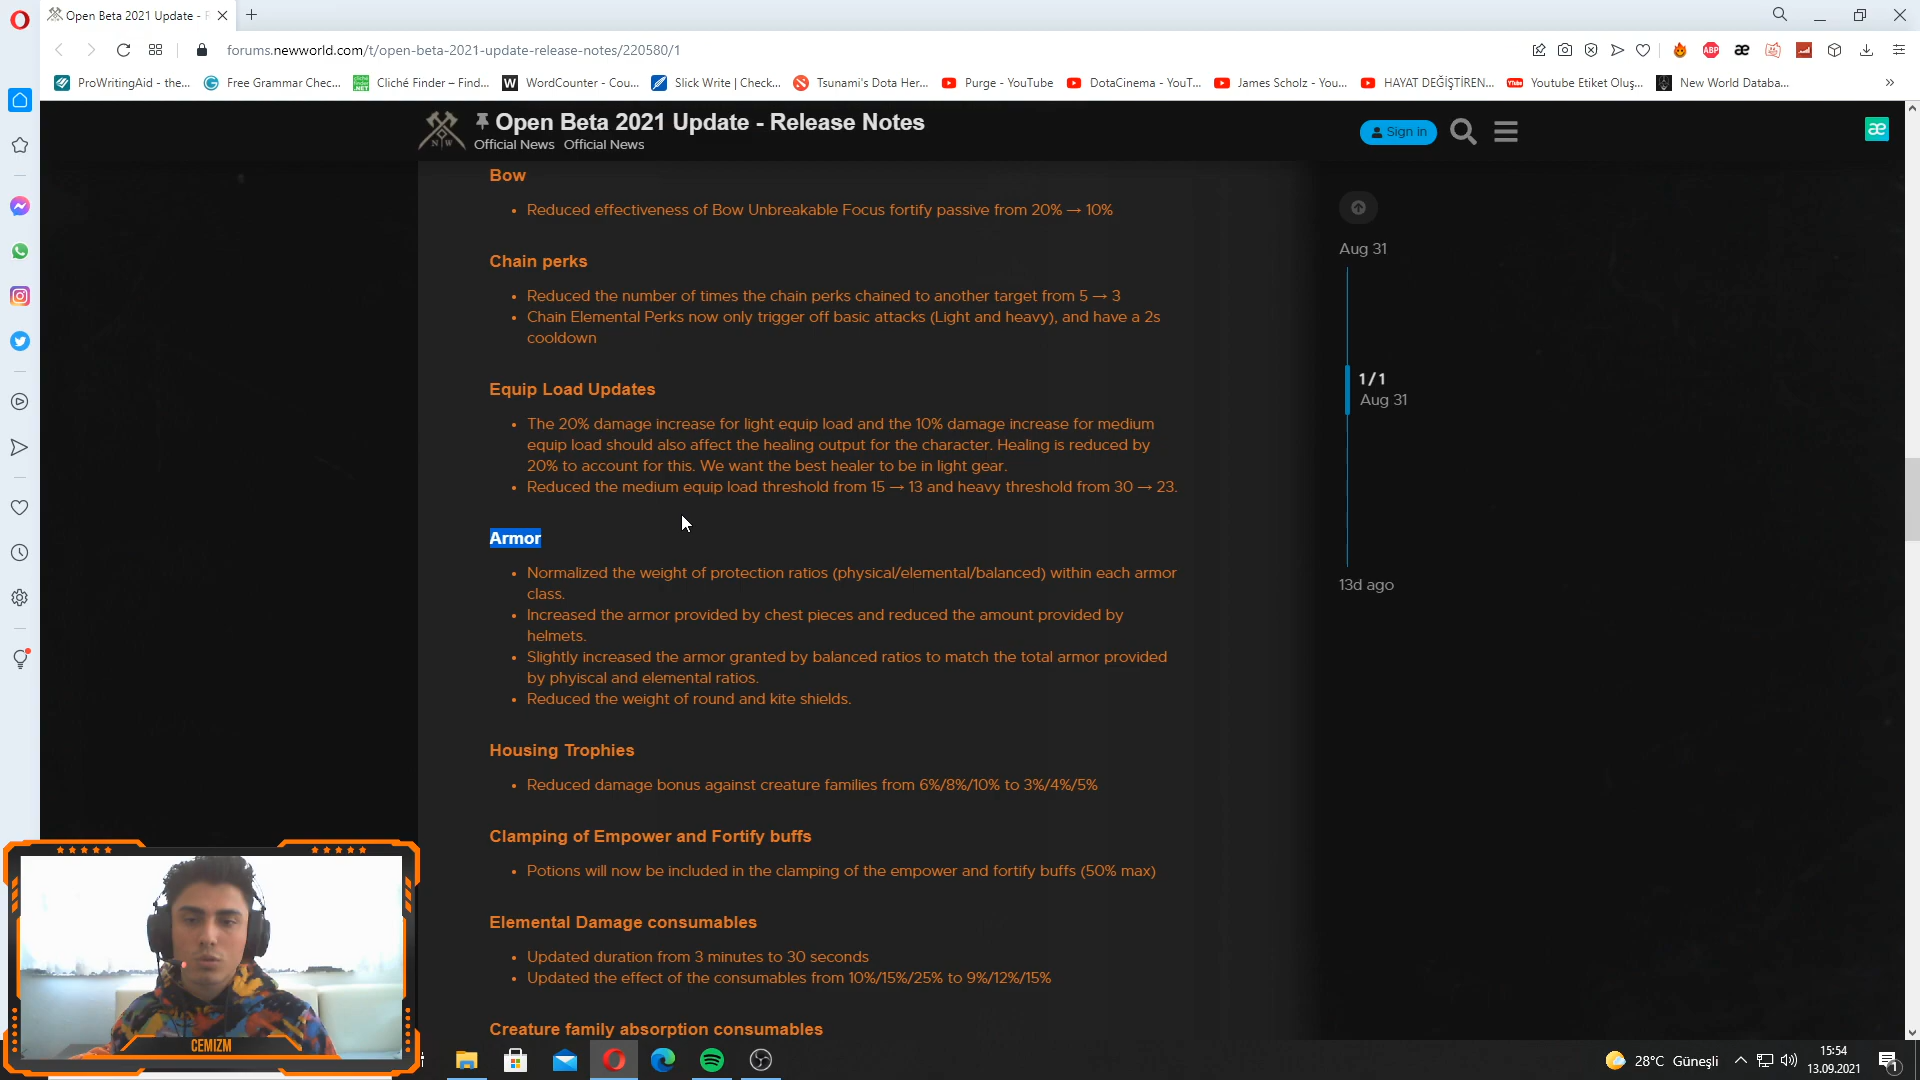 Open Beta 2021 Update -
forums.newworld.com/t/open-beta-2021-update-release-notes/220580/1
ABP
æ
ProWritingAid - the...
Free Grammar Chec...
Cliché Finder – Find...
WordCounter - Cou...
Slick Write | Check...
Tsunami's Dota Her...
Purge - YouTube
DotaCinema - YouT...
James Scholz - You...
HAYAT DEĞİŞTİREN...
Youtube Etiket Oluş...
New World Databa...
»
Open Beta 2021 Update - Release Notes
Official News Official News
Sign in
æ
N W
Bow
• Reduced effectiveness of Bow Unbreakable Focus fortify passive from 20% → 10%
Chain perks
• Reduced the number of times the chain perks chained to another target from 5 → 3
• Chain Elemental Perks now only trigger off basic attacks (Light and heavy), and have a 2s
cooldown
Equip Load Updates
• The 20% damage increase for light equip load and the 10% damage increase for medium
equip load should also affect the healing output for the character. Healing is reduced by
20% to account for this. We want the best healer to be in light gear.
• Reduced the medium equip load threshold from 15 → 13 and heavy threshold from 30 → 23.
Armor
• Normalized the weight of protection ratios (physical/elemental/balanced) within each armor
class.
• Increased the armor provided by chest pieces and reduced the amount provided by
helmets.
• Slightly increased the armor granted by balanced ratios to match the total armor provided
by phyiscal and elemental ratios.
• Reduced the weight of round and kite shields.
Housing Trophies
• Reduced damage bonus against creature families from 6%/8%/10% to 3%/4%/5%
Clamping of Empower and Fortify buffs
• Potions will now be included in the clamping of the empower and fortify buffs (50% max)
Elemental Damage consumables
• Updated duration from 3 minutes to 30 seconds
• Updated the effect of the consumables from 10%/15%/25% to 9%/12%/15%
Creature family absorption consumables
Aug 31
1/1
Aug 31
13d ago
CEMIZM
28°C Güneşli
15:54
13.09.2021
1